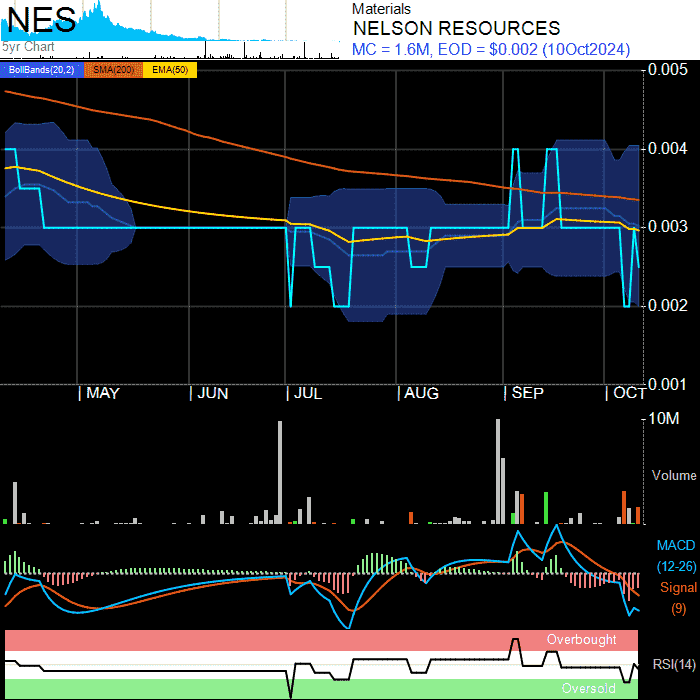 NES
5yr Chart
Materials
NELSON RESOURCES
MC = 1.6M, EOD = $0.002 (10Oct2024)
BollBands(20,2) SMA(200) EMA(50)
0.005
0.004
0.003
0.002
0.001
| MAY | JUN | JUL | AUG | SEP | OCT
10M
Volume
MACD
(12-26)
Signal
(9)
Overbought
RSI(14)
Oversold